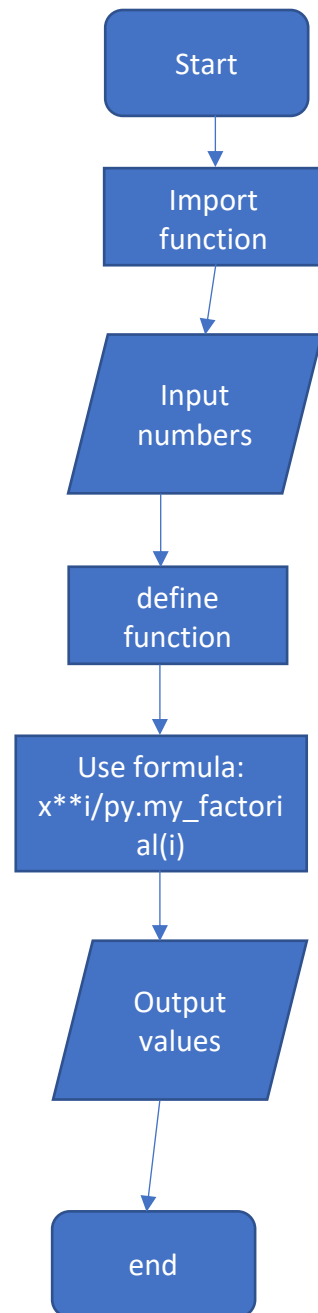 Start
Import
function
Input
numbers
define
function
Use formula:
x**i/py.my_factori
al(i)
Output
values
end